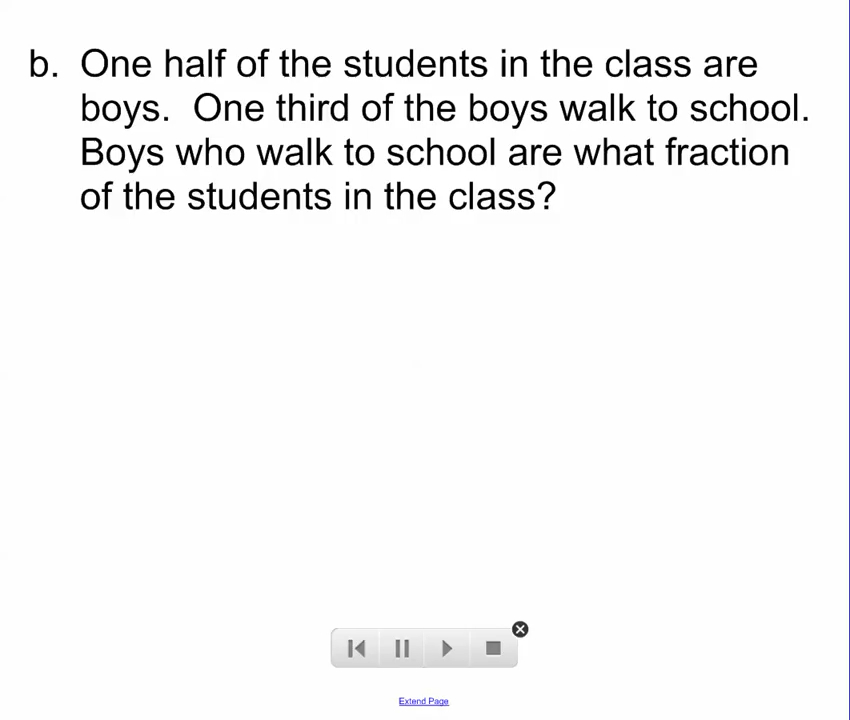 b. One half of the students in the class are
boys. One third of the boys walk to school.
Boys who walk to school are what fraction
of the students in the class?
Extend Page